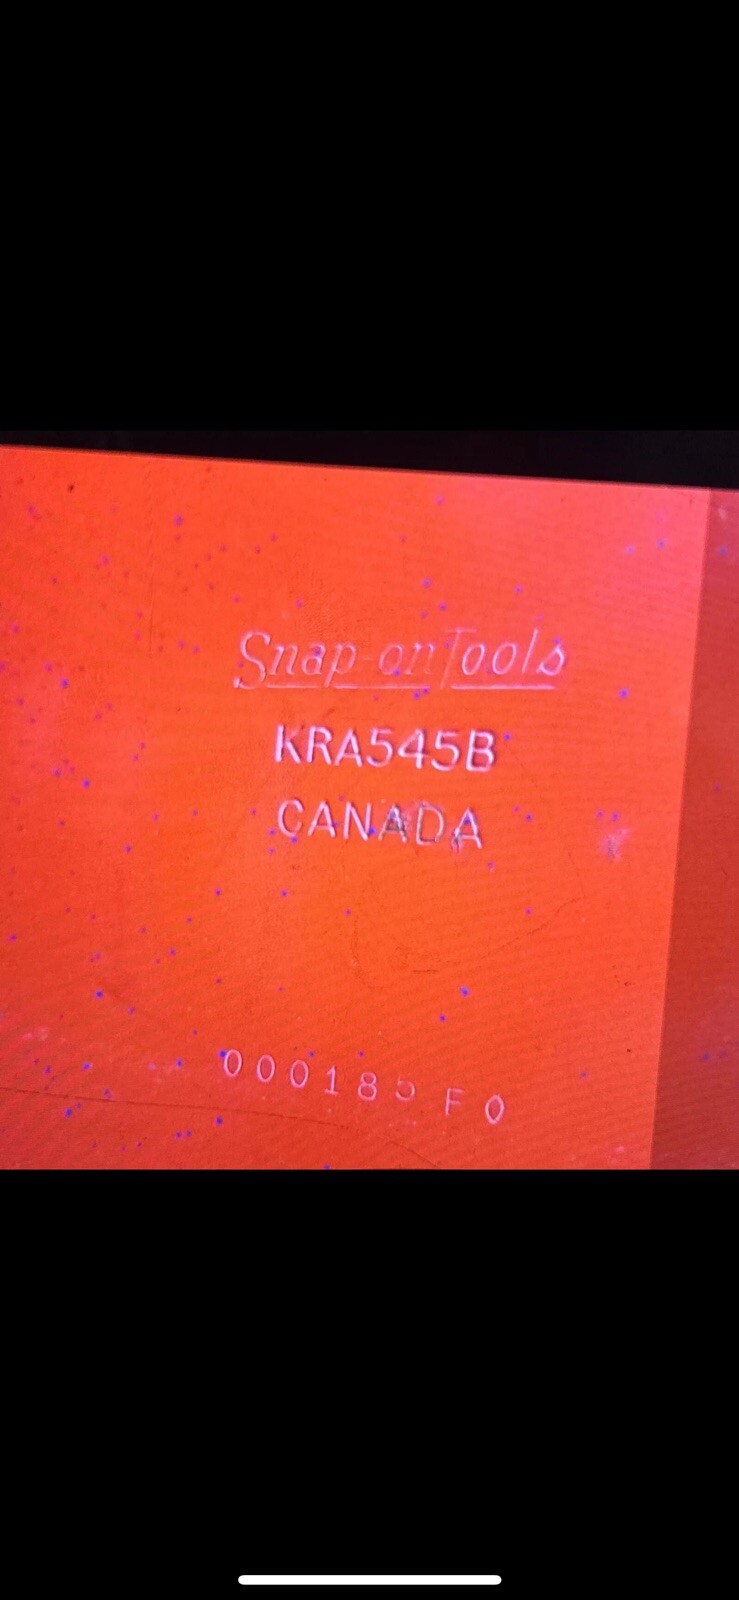 Snap-on Tools
KRA545B
CANADA
000185 F0